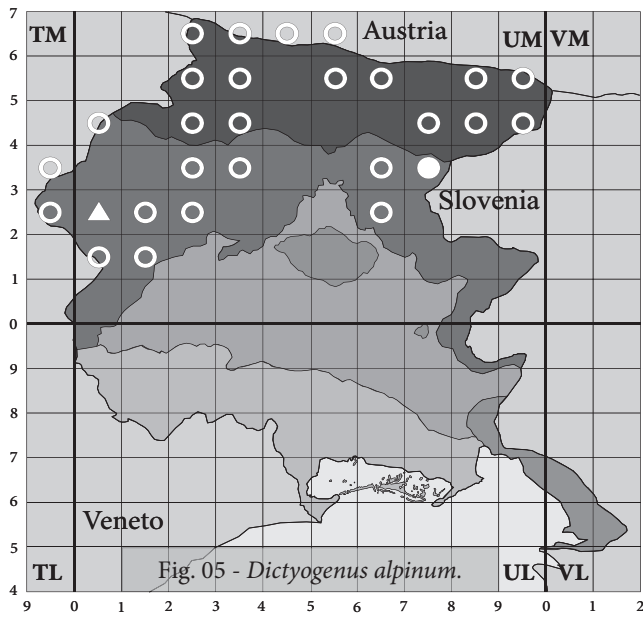 7
TM
Austria
UM
VM
6
5
4
3
Slovenia
2
1
0
9
8
7
6
Veneto
5
TL
Fig. 05 - Dictyogenus alpinum.
UL
VL
4
9 0 1 2 3 4 5 6 7 8 9 0 1 2